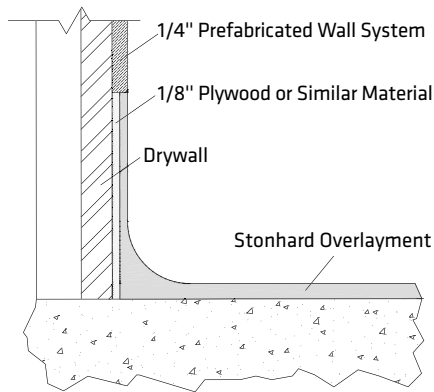 1/4" Prefabricated Wall System
1/8" Plywood or Similar Material
Drywall
Stonhard Overlayment